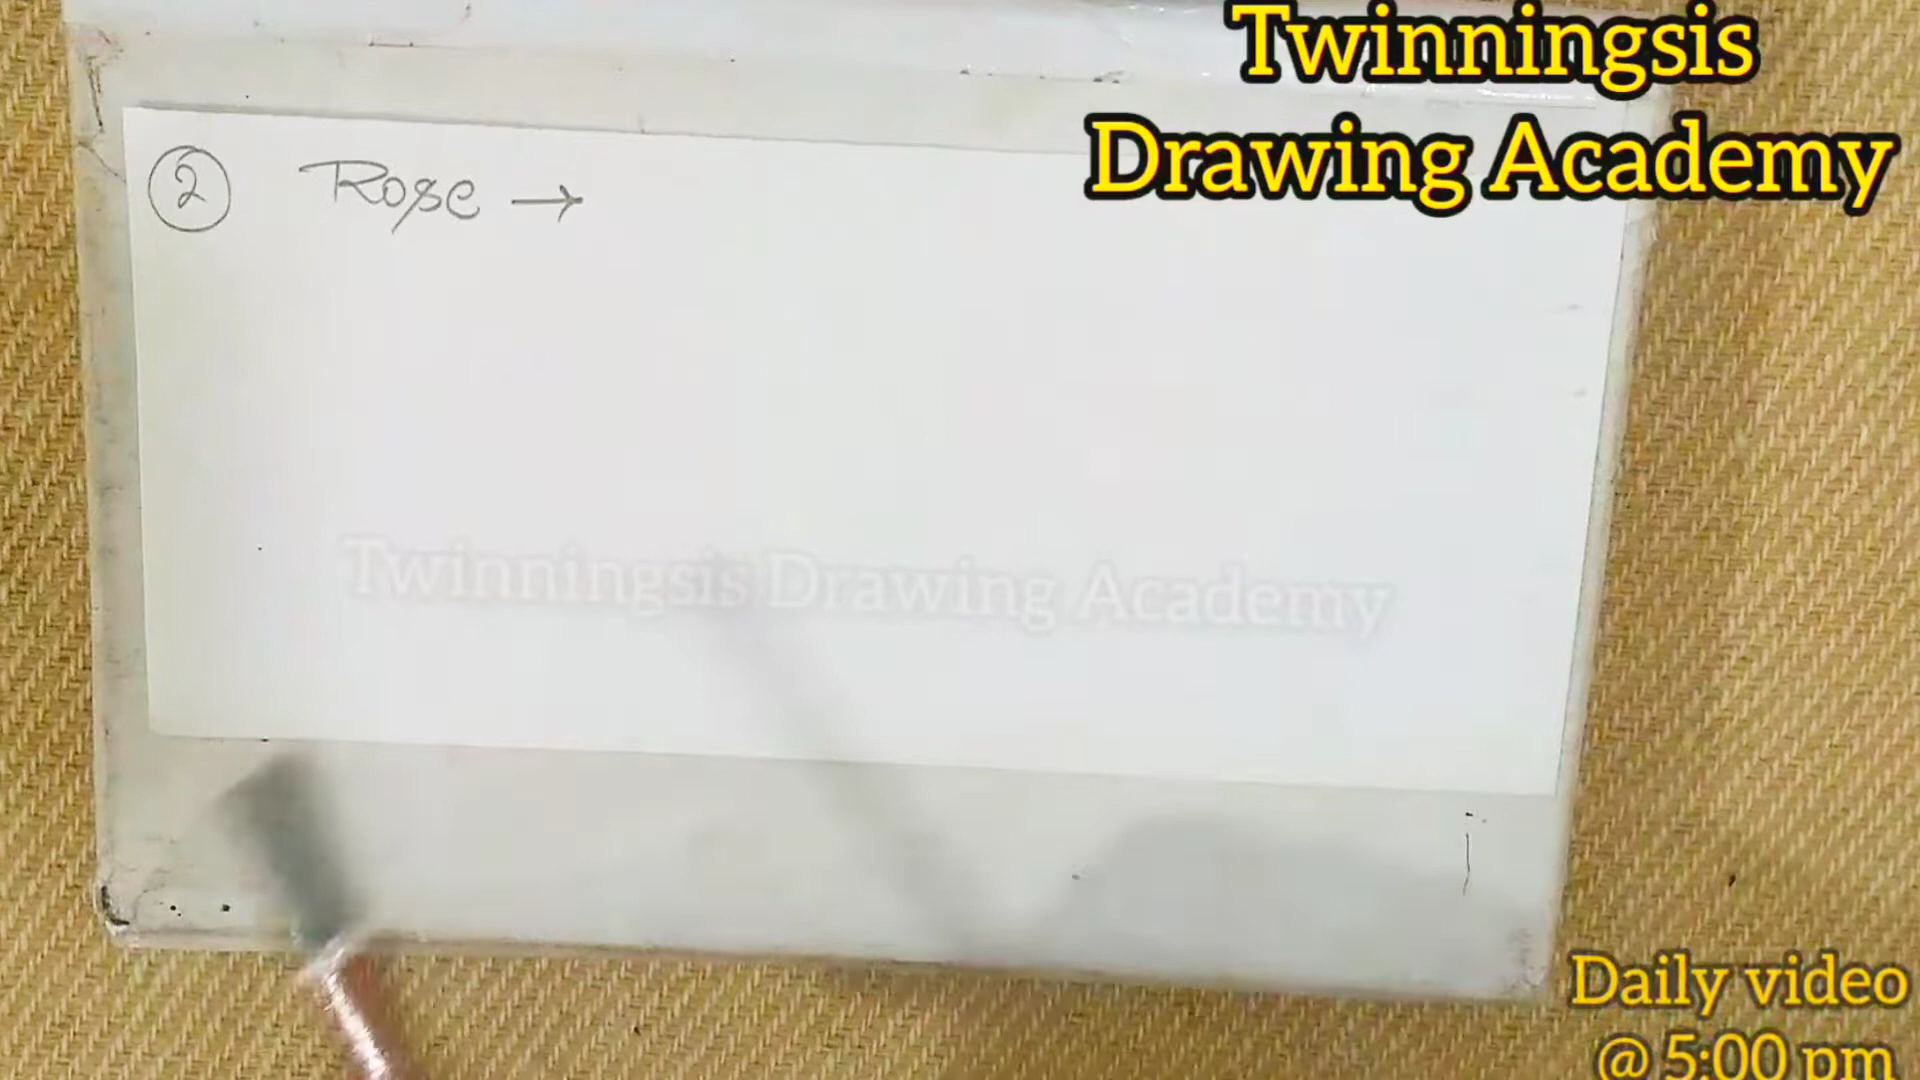 Twinningsis
Drawing Academy
2 Rose →
Twinningsis Drawing Academy
Daily video
@ 5:00 pm